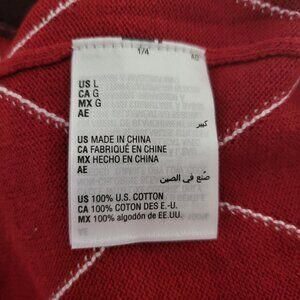 1/4
US L
CA G
MX G
AE
كبير
US MADE IN CHINA
CA FABRIQUÉ EN CHINE
MX HECHO EN CHINA
AE
صنع في الصين
US 100% U.S. COTTON
CA 100% COTON DES E.-U.
MX 100% algodón de EE.UU.